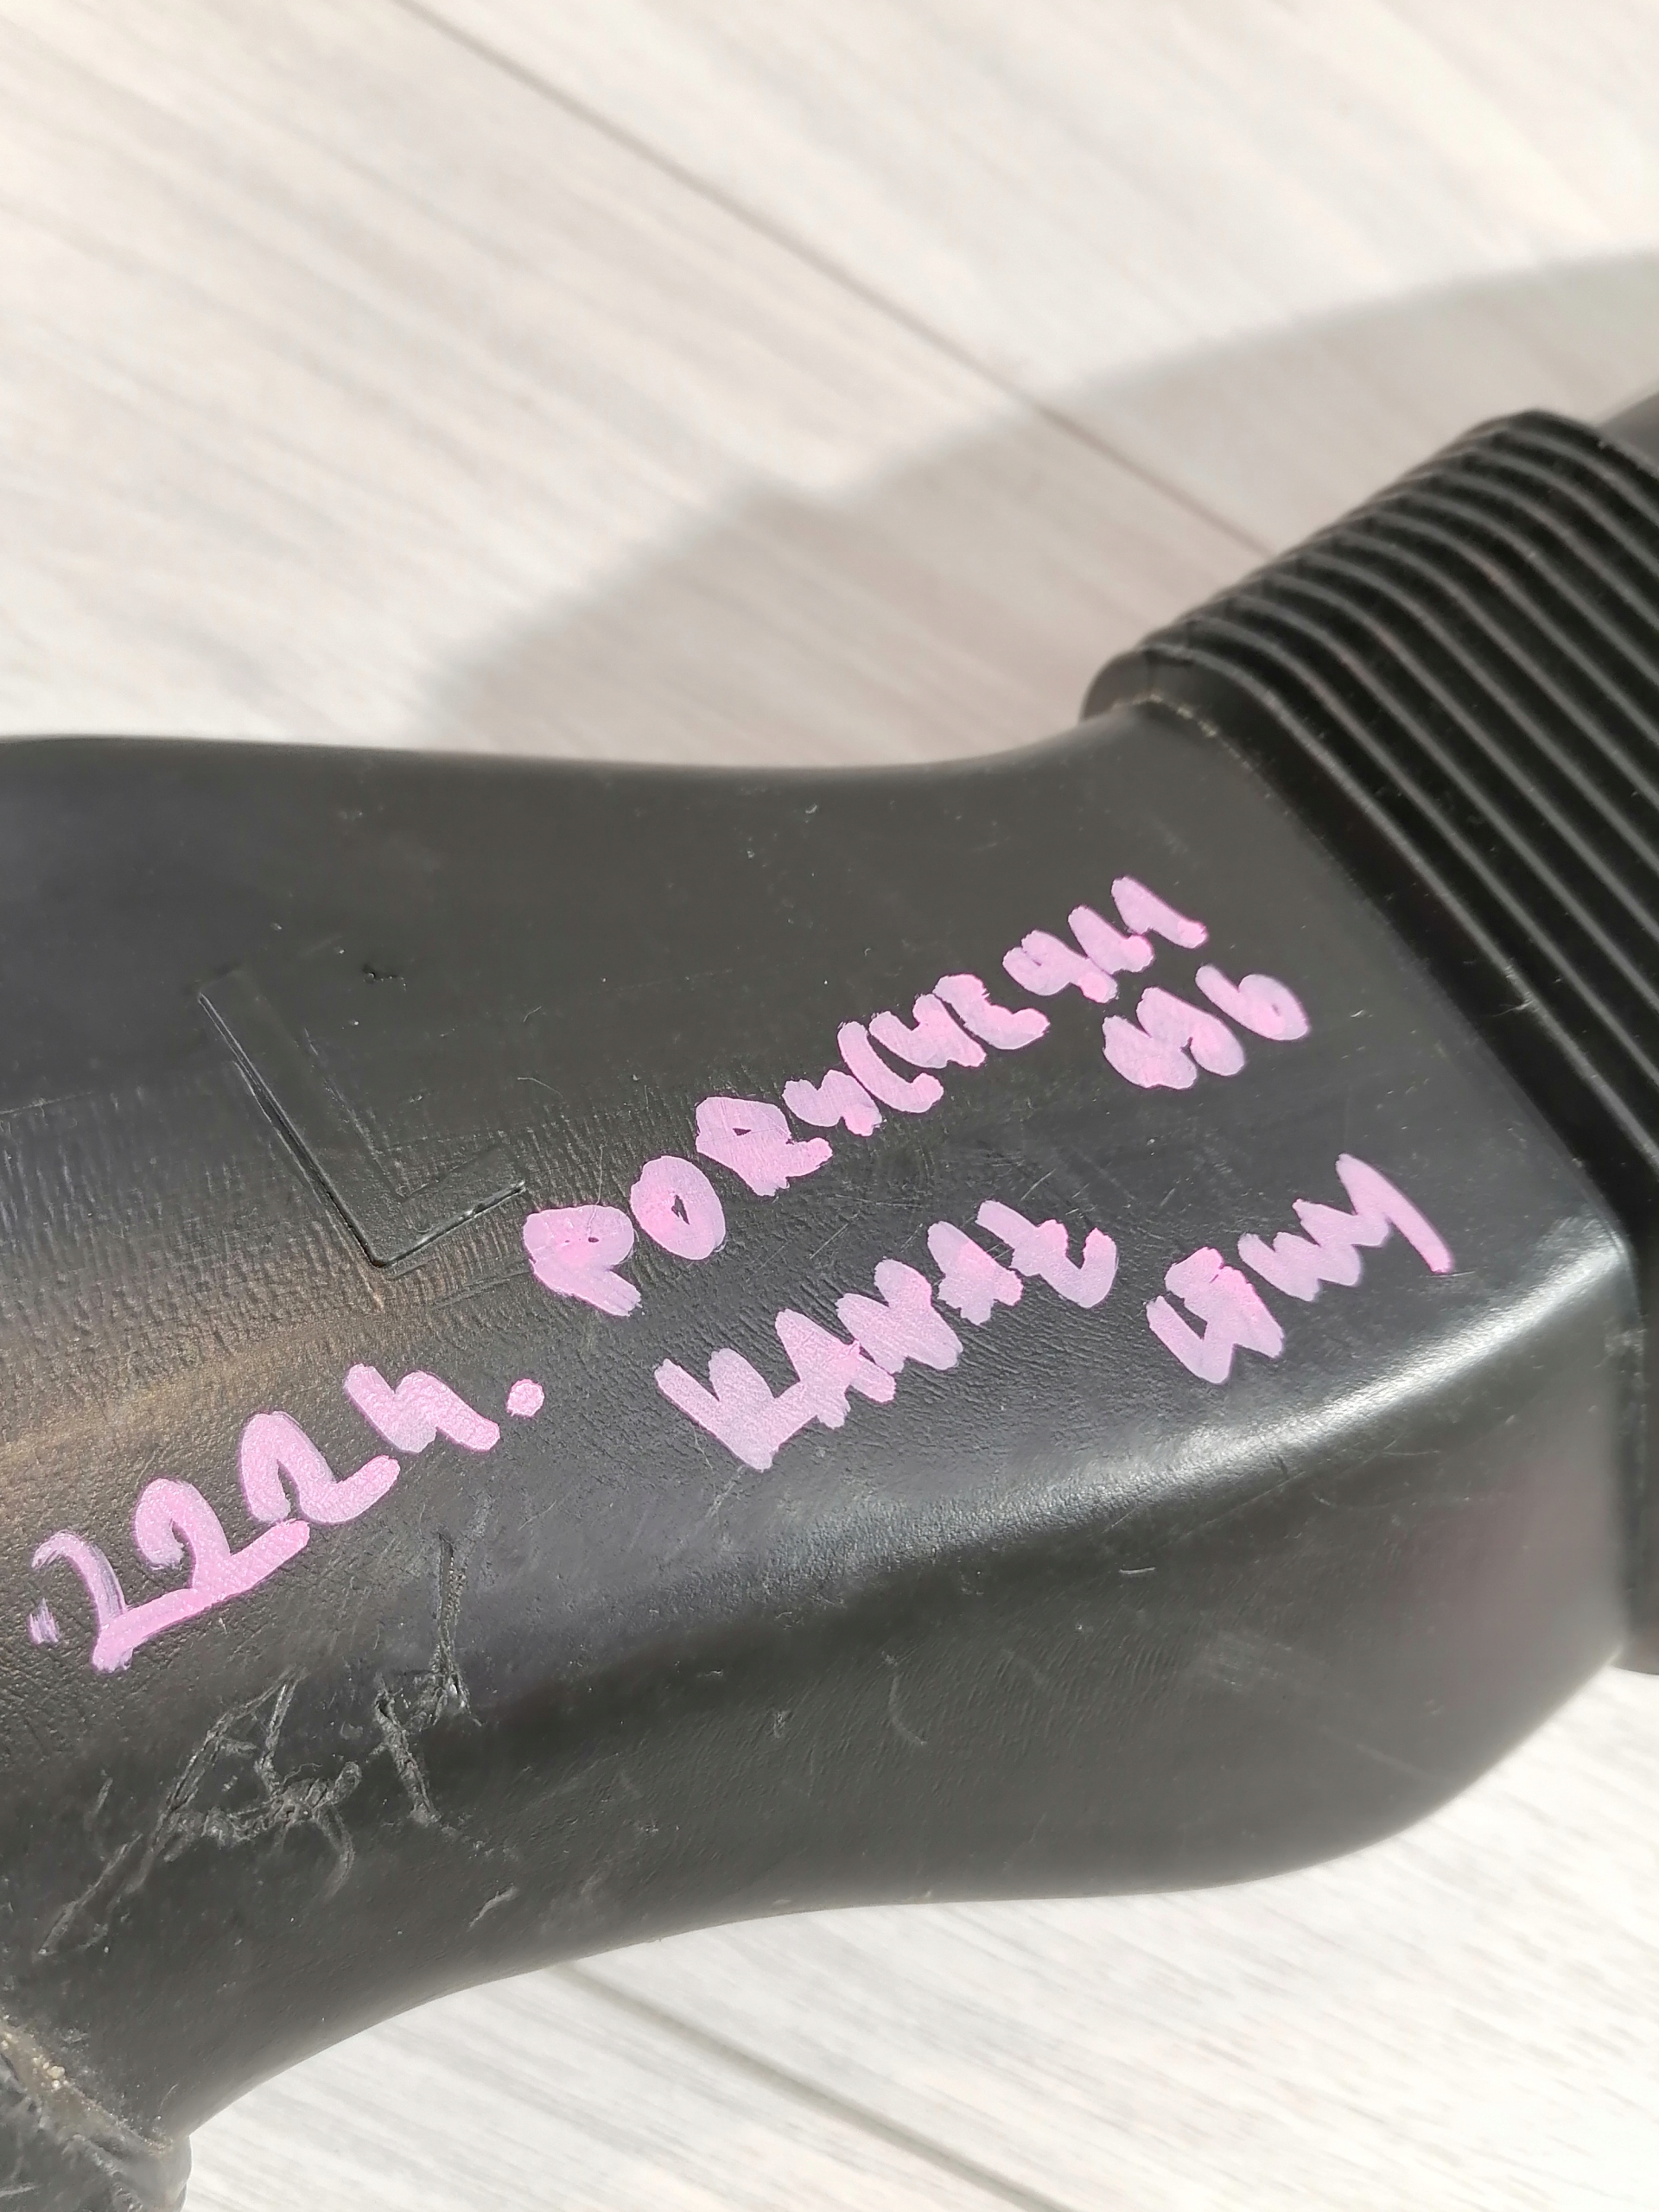 L
2224. PORSCHE 911
996
KANAŁ LEWY